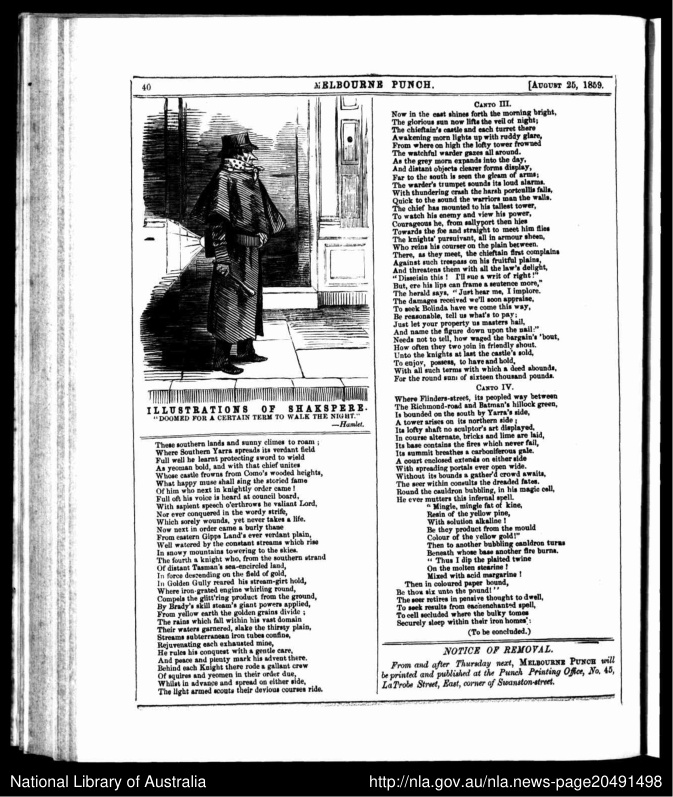 40
MELBOURNE PUNCH.
[AUGUST 25, 1859.
ILLUSTRATIONS OF SHAKSPERE.
"DOOMED FOR A CERTAIN TERM TO WALK THE NIGHT."
—Hamlet.
These southern lands and sunny climes to roam ;
Where Southern Yarra spreads its verdant field
Full well he learnt protecting sword to wield
As yeoman bold, and with that chief unites
Whose castle frowns from Como's wooded heights,
What happy muse shall sing the storied fame
Of him who next in knightly order came !
Full oft his voice is heard at council board,
With sapient speech o'erthrows he valiant Lord,
Nor ever conquered in the wordy strife,
Which sorely wounds, yet never takes a life.
Now next in order came a burly thane
From eastern Gipps Land's ever verdant plain,
Well watered by the constant streams which rise
In snowy mountains towering to the skies.
The fourth a knight who, from the southern strand
Of distant Tasman's sea-encircled land,
In force descending on the field of gold,
In Golden Gully reared his stream-girt hold,
Where iron-grated engine whirling round,
Compels the glitt'ring product from the ground,
By Brady's skill steam's giant powers applied,
From yellow earth the golden grains divide ;
The rains which fall within his vast domain
Their waters garnered, slake the thirsty plain,
Streams subterranean iron tubes confine,
Rejuvenating each exhausted mine,
He rules his conquest with a gentle care,
And peace and plenty mark his advent there.
Behind each Knight there rode a gallant crew
Of squires and yeomen in their order due,
Whilst in advance and spread on either side,
The light armed scouts their devious courses ride.
CANTO III.
Now in the east shines forth the morning bright,
The glorious sun now lifts the veil of night;
The chieftain's castle and each turret there
Awakening morn lights up with ruddy glare,
From where on high the lofty tower frowned
The watchful warder gazes all around.
As the grey morn expands into the day,
And distant objects clearer forms display,
Far to the south is seen the gleam of arms;
The warder's trumpet sounds its loud alarms.
With thundering crash the harsh portcullis falls,
Quick to the sound the warriors man the walls.
The chief has mounted to his tallest tower,
To watch his enemy and view his power,
Courageous he, from sallyport then hies
Towards the foe and straight to meet him flies
The knights' pursuivant, all in armour sheen,
Who reins his courser on the plain between.
There, as they meet, the chieftain first complains
Against such trespass on his fruitful plains,
And threatens them with all the law's delight,
"Disseisin this ! I'll sue a writ of right !"
But, ere his lips can frame a sentence more,
The herald says, "Just hear me, I implore.
The damages received we'll soon appraise,
To seek Bolinda have we come this way,
Be reasonable, tell us what's to pay;
Just let your property us masters hail,
And name the figure down upon the nail:"
Needs not to tell, how waged the bargain's 'bout,
How often they two join in friendly shout.
Unto the knights at last the castle's sold,
To enjoy, possess, to have and hold,
With all such terms with which a deed abounds,
For the round sum of sixteen thousand pounds.
CANTO IV.
Where Flinders-street, its peopled way between
The Richmond-road and Batman's hillock green,
Is bounded on the south by Yarra's side,
A tower arises on its northern side ;
Its lofty shaft no sculptor's art displayed,
In course alternate, bricks and lime are laid,
Its base contains the fires which never fail,
Its summit breathes a carboniferous gale.
A court enclosed extends on either side
With spreading portals ever open wide.
Without its bounds a gather'd crowd awaits,
The seer within consults the dreaded fates.
Round the cauldron bubbling, in his magic cell,
He ever mutters this infernal spell.
" Mingle, mingle fat of kine,
Resin of the yellow pine,
With solution alkaline !
Be they product from the mould
Colour of the yellow gold!"
Then to another bubbling cauldron turns
Beneath whose base another fire burns.
" Thus I dip the plaited twine
On the molten stearine !
Mixed with acid margarine !
Then in coloured paper bound,
Be thou six unto the pound! "
The seer retires in pensive thought to dwell,
To seek results from each enchanted spell,
To cell secluded where the bulky tomes
Securely sleep within their iron homes :
(To be concluded.)
NOTICE OF REMOVAL.
From and after Thursday next, MELBOURNE PUNCH will
be printed and published at the Punch Printing Office, No. 45,
LaTrobe Street, East, corner of Swanston-street.
National Library of Australia
http://nla.gov.au/nla.news-page20491498